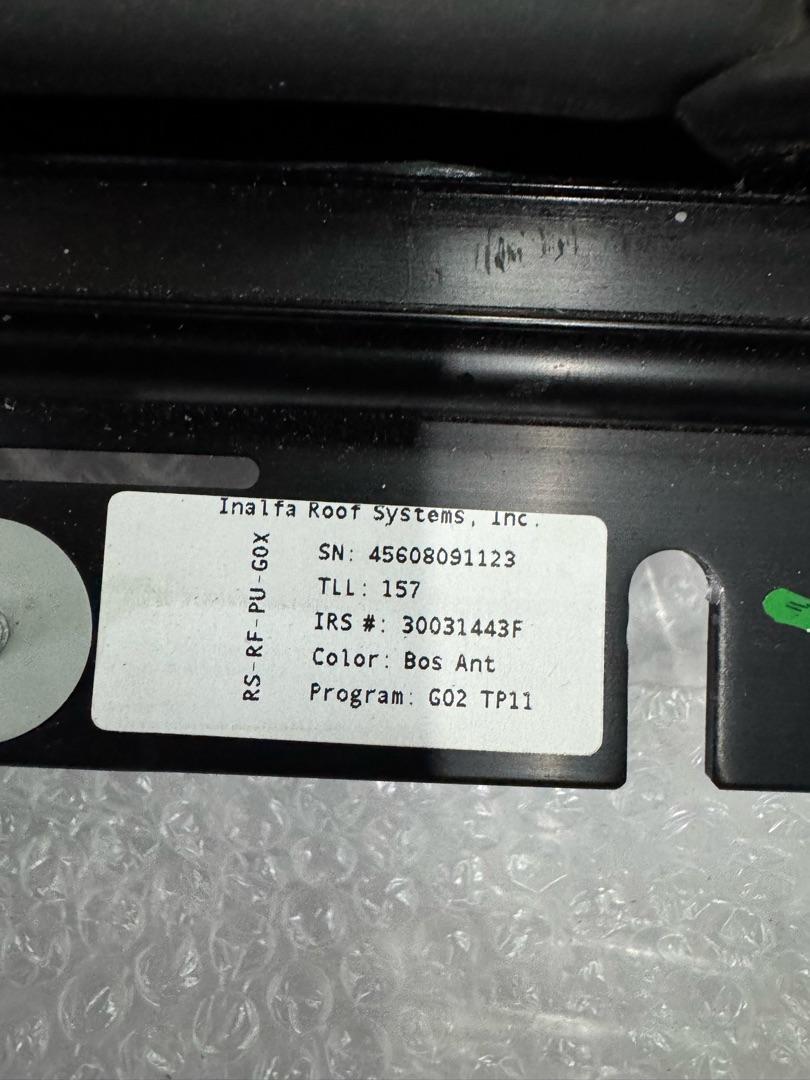 Inalfa Roof Systems, Inc.
RS-RF-PU-GOX
SN: 45608091123
TLL: 157
IRS #: 30031443F
Color: Bos Ant
Program: G02 TP11